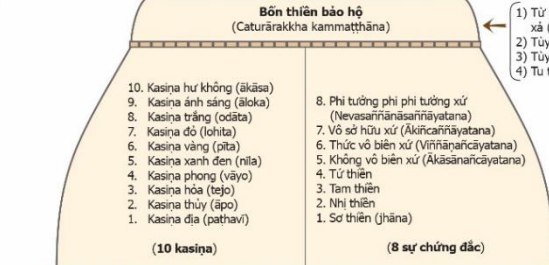 Bốn thiền bảo hộ
(Caturārakkha kammaṭṭhāna)
1) Từ
xả
2) Tùy
3) Tùy
4) Tu
10. Kasiṇa hư không (ākāsa)
9. Kasiṇa ánh sáng (āloka)
8. Kasiṇa trắng (odāta)
7. Kasiṇa đỏ (lohita)
6. Kasiṇa vàng (pīta)
5. Kasiṇa xanh đen (nīla)
4. Kasiṇa phong (vāyo)
3. Kasiṇa hỏa (tejo)
2. Kasiṇa thủy (āpo)
1. Kasiṇa địa (paṭhavī)
(10 kasiṇa)
8. Phi tưởng phi phi tưởng xứ
(Nevasaññānāsaññāyatana)
7. Vô sở hữu xứ (Ākiñcaññāyatana)
6. Thức vô biên xứ (Viññāṇañcāyatana)
5. Không vô biên xứ (Ākāsānañcāyatana)
4. Tứ thiền
3. Tam thiền
2. Nhị thiền
1. Sơ thiền (jhāna)
(8 sự chứng đắc)